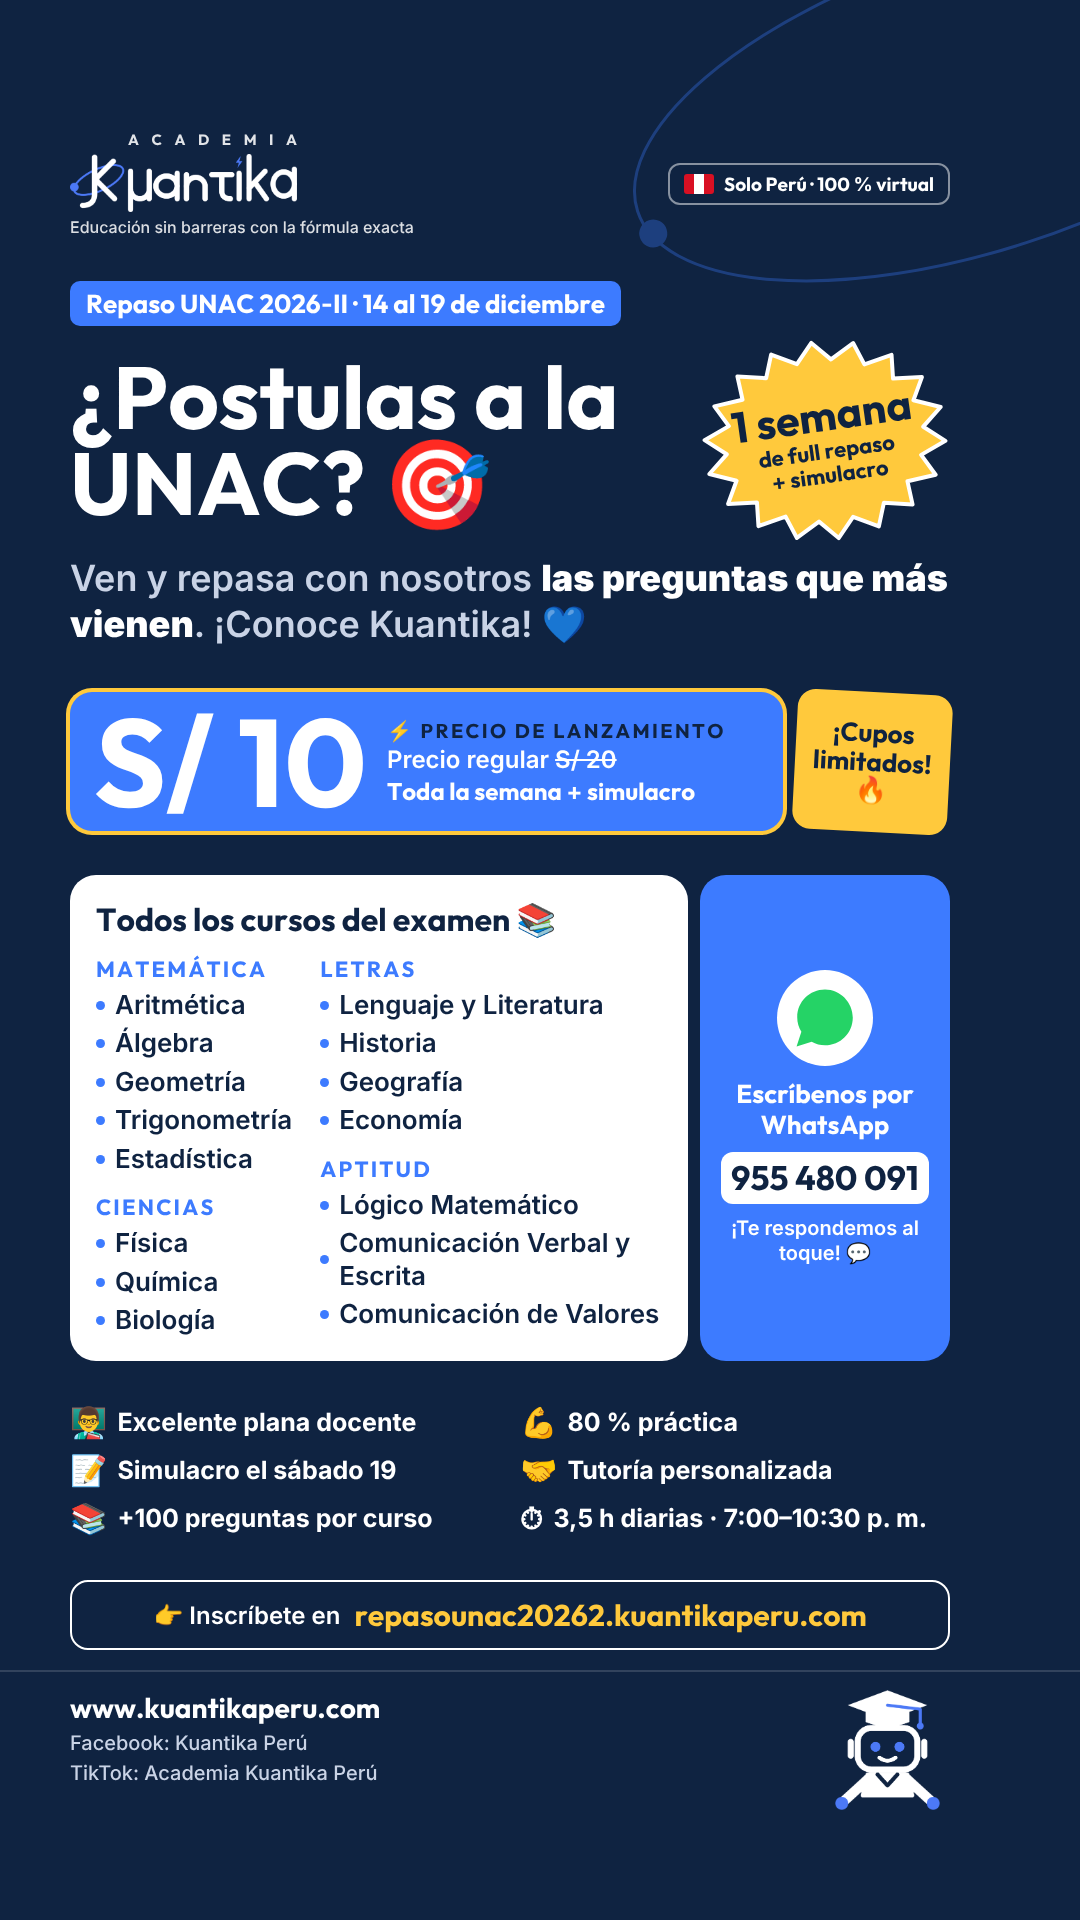 ACADEMIA
Kuantika
Educación sin barreras con la fórmula exacta
Solo Perú · 100 % virtual
Repaso UNAC 2026-II · 14 al 19 de diciembre
¿Postulas a la
UNAC? 🎯
1 semana
de full repaso
+ simulacro
Ven y repasa con nosotros las preguntas que más
vienen. ¡Conoce Kuantika! 💙
S/ 10
⚡ PRECIO DE LANZAMIENTO
Precio regular S/ 20
Toda la semana + simulacro
¡Cupos
limitados!
🔥
Todos los cursos del examen 📚
MATEMÁTICA
• Aritmética
• Álgebra
• Geometría
• Trigonometría
• Estadística
CIENCIAS
• Física
• Química
• Biología
LETRAS
• Lenguaje y Literatura
• Historia
• Geografía
• Economía
APTITUD
• Lógico Matemático
• Comunicación Verbal y
Escrita
• Comunicación de Valores
Escríbenos por
WhatsApp
955 480 091
¡Te respondemos al
toque! 💬
👨‍🏫 Excelente plana docente
💪 80 % práctica
📝 Simulacro el sábado 19
🤝 Tutoría personalizada
📚 +100 preguntas por curso
⏱ 3,5 h diarias · 7:00–10:30 p. m.
👉 Inscríbete en repasounac20262.kuantikaperu.com
www.kuantikaperu.com
Facebook: Kuantika Perú
TikTok: Academia Kuantika Perú